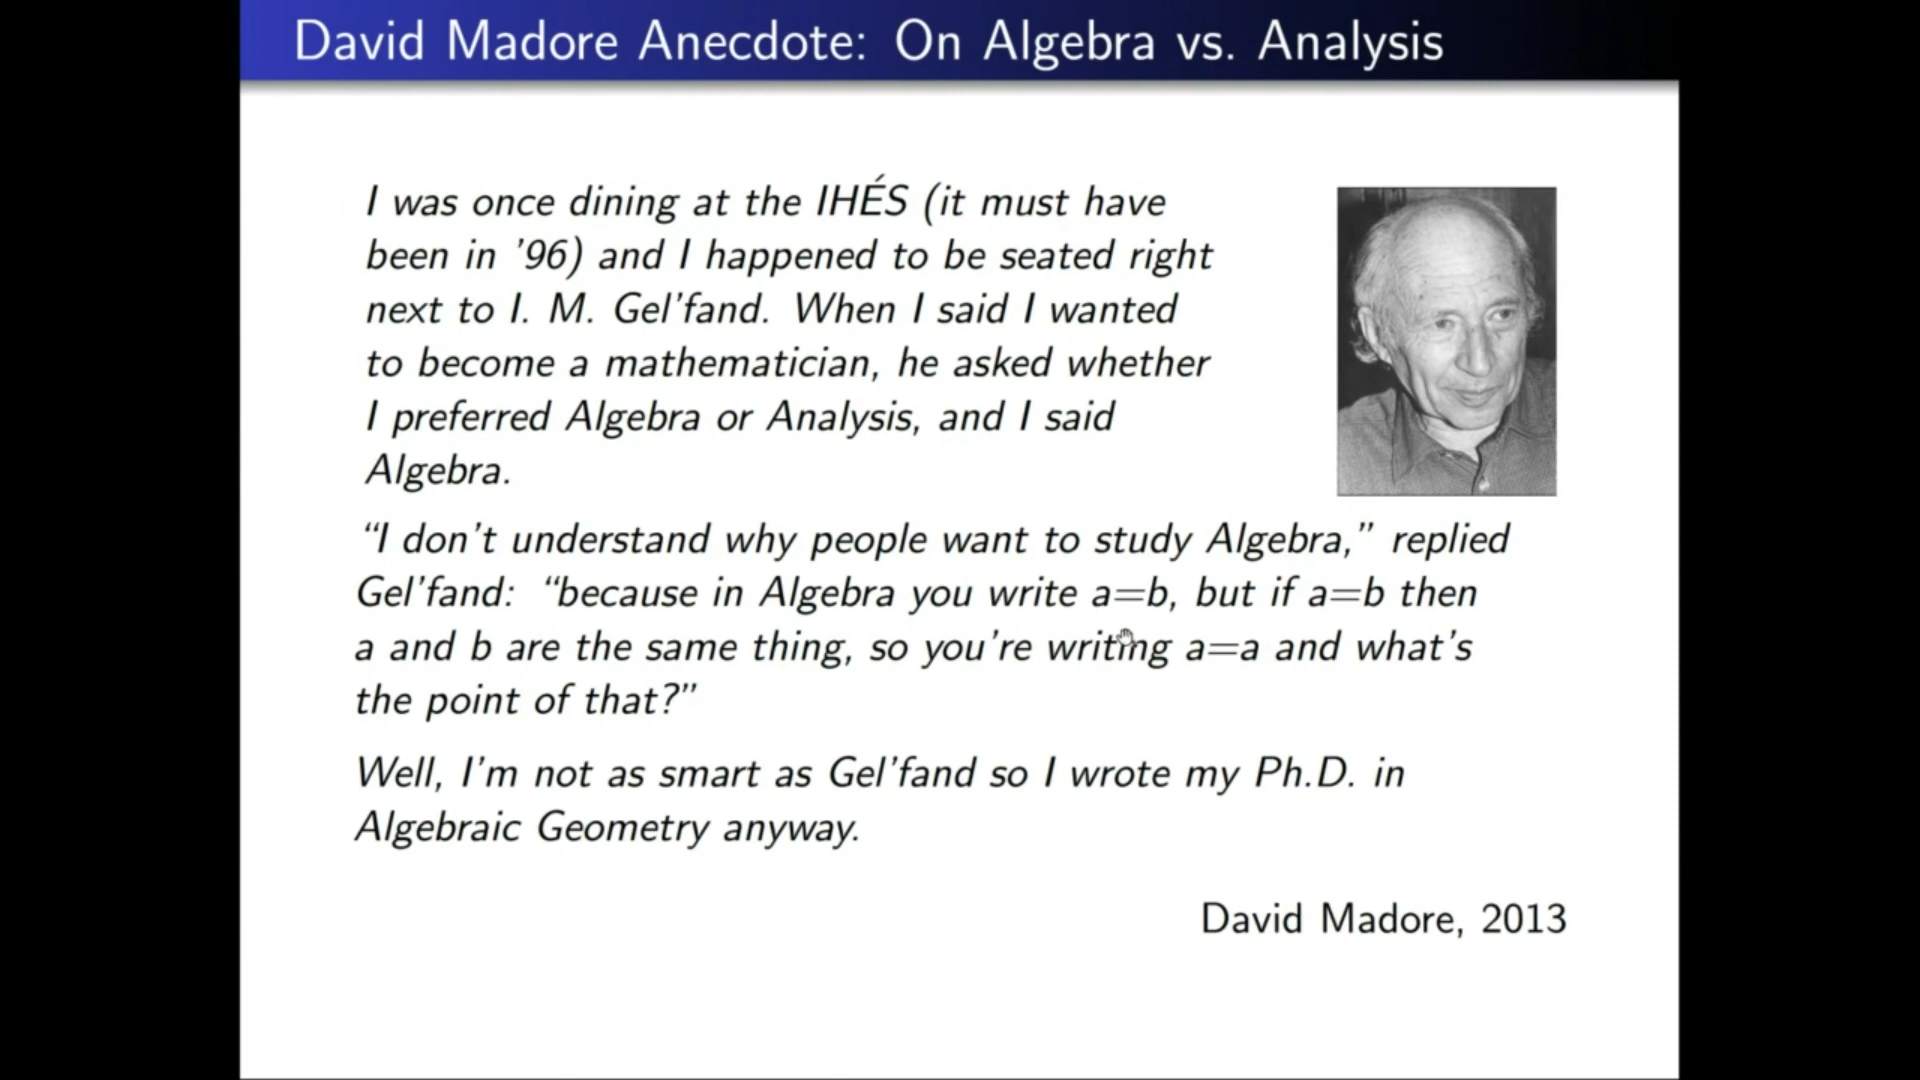 David Madore Anecdote: On Algebra vs. Analysis
I was once dining at the IHÉS (it must have
been in ’96) and I happened to be seated right
next to I. M. Gel’fand. When I said I wanted
to become a mathematician, he asked whether
I preferred Algebra or Analysis, and I said
Algebra.
“I don’t understand why people want to study Algebra,” replied
Gel’fand: “because in Algebra you write a=b, but if a=b then
a and b are the same thing, so you’re writing a=a and what’s
the point of that?”
Well, I’m not as smart as Gel’fand so I wrote my Ph.D. in
Algebraic Geometry anyway.
David Madore, 2013